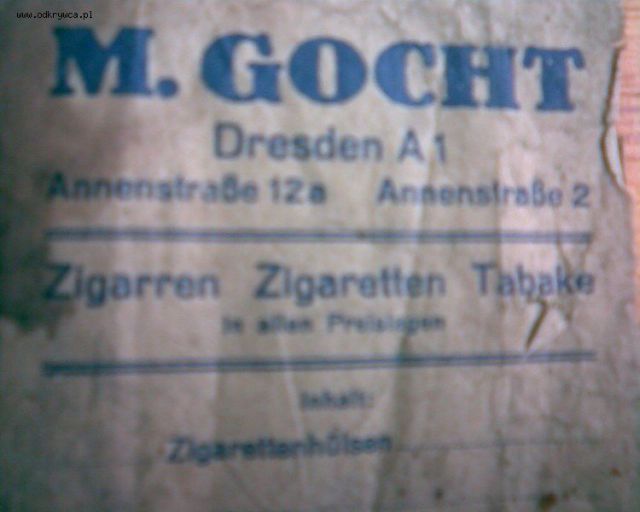 www.odkrywca.pl
M. GOCHT
Dresden A 1
Annenstraße 12a Annenstraße 2
Zigarren Zigaretten Tabake
in allen Preislagen
Inhalt:
Zigarettenhülsen